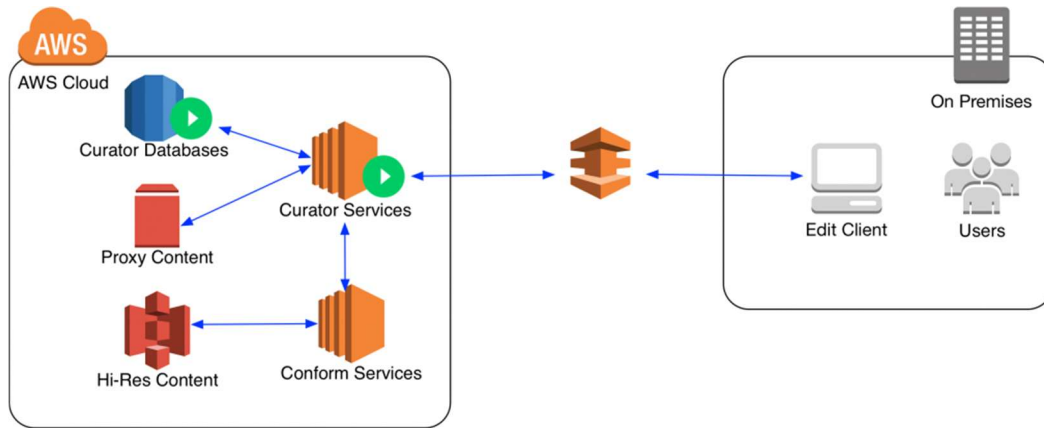 AWS
AWS Cloud
Curator Databases
Curator Services
Proxy Content
Hi-Res Content
Conform Services
On Premises
Edit Client
Users